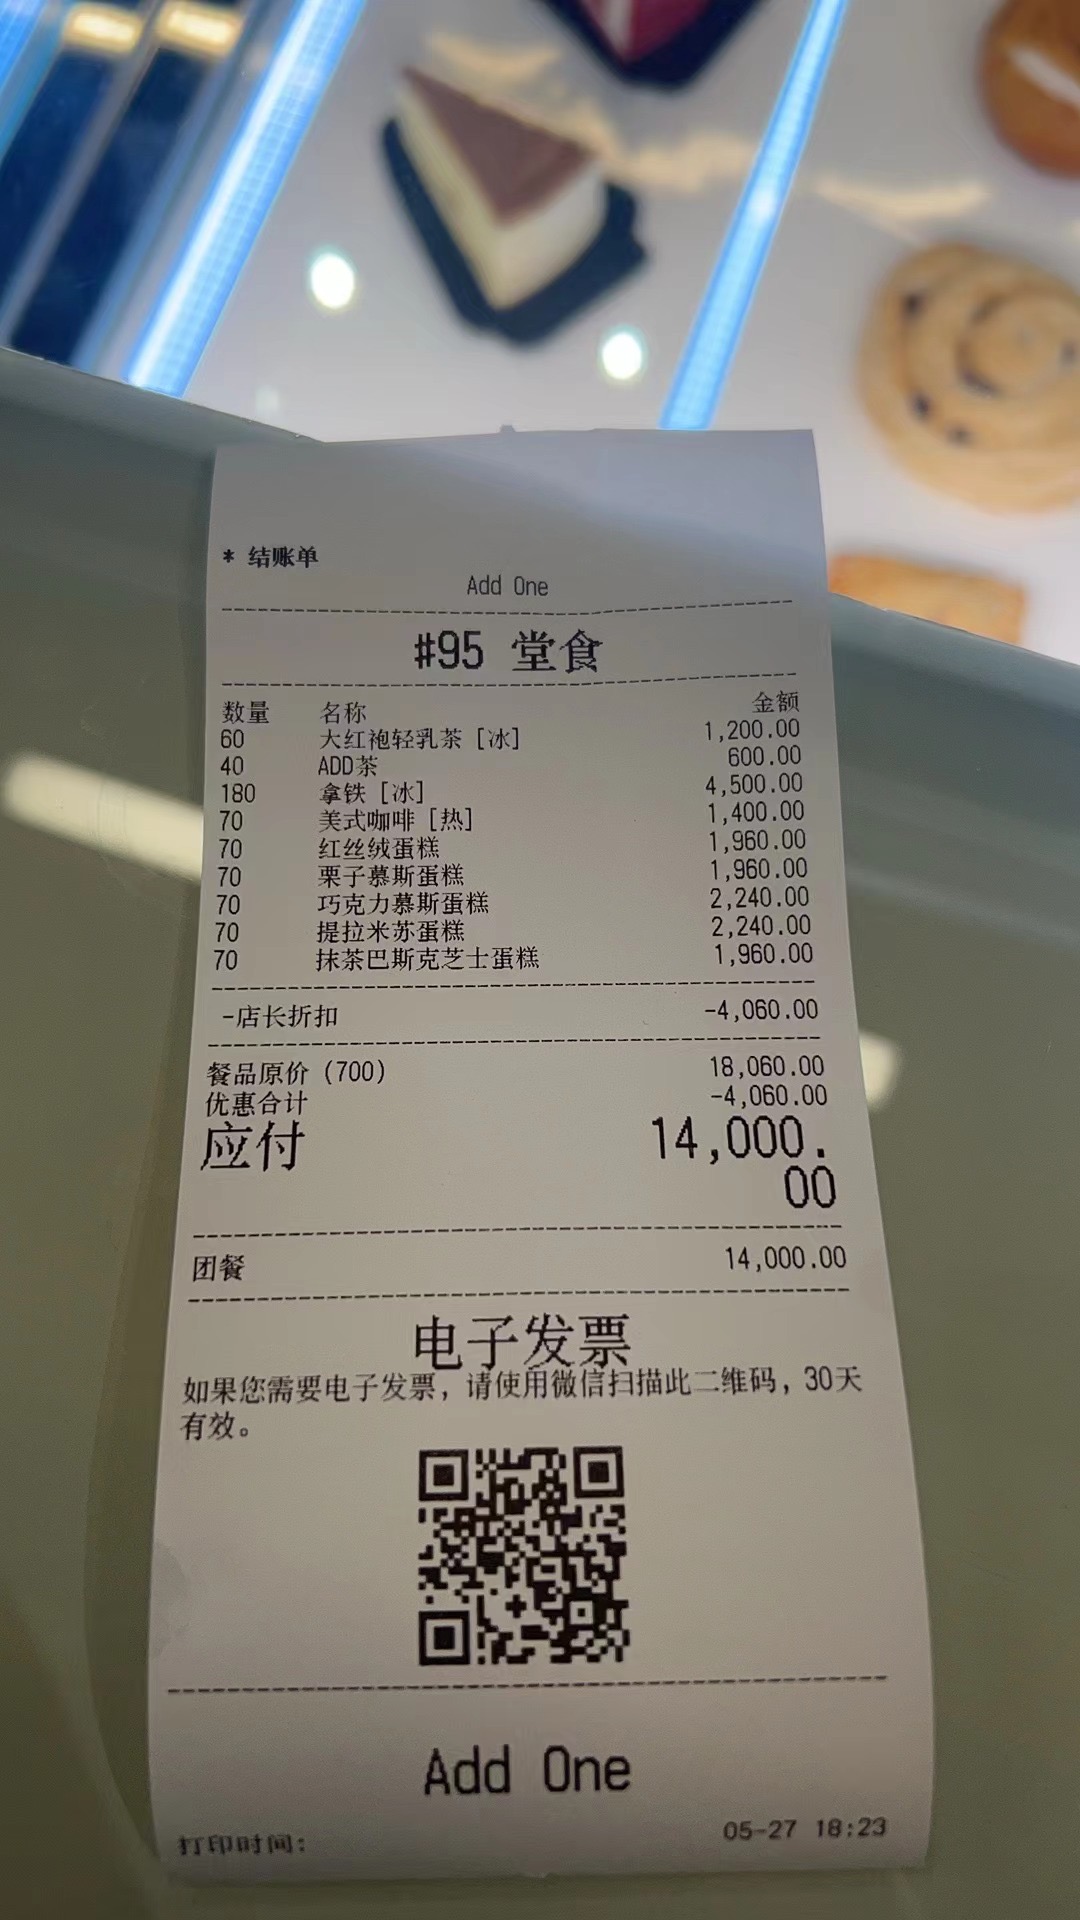 * 结账单
Add One
#95 堂食
数量 名称 金额
60 大红袍轻乳茶 [冰] 1,200.00
40 ADD茶 600.00
180 拿铁 [冰] 4,500.00
70 美式咖啡 [热] 1,400.00
70 红丝绒蛋糕 1,960.00
70 栗子慕斯蛋糕 1,960.00
70 巧克力慕斯蛋糕 2,240.00
70 提拉米苏蛋糕 2,240.00
70 抹茶巴斯克芝士蛋糕 1,960.00
-店长折扣 -4,060.00
餐品原价 (700) 18,060.00
优惠合计 -4,060.00
应付 14,000.
00
团餐 14,000.00
电子发票
如果您需要电子发票，请使用微信扫描此二维码，30天
有效。
Add One
打印时间: 05-27 18:23